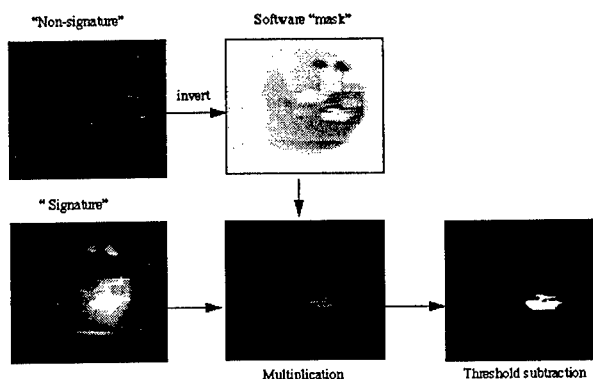 "Non-signature"
Software "mask"
invert
" Signature"
Multiplication
Threshold subtraction